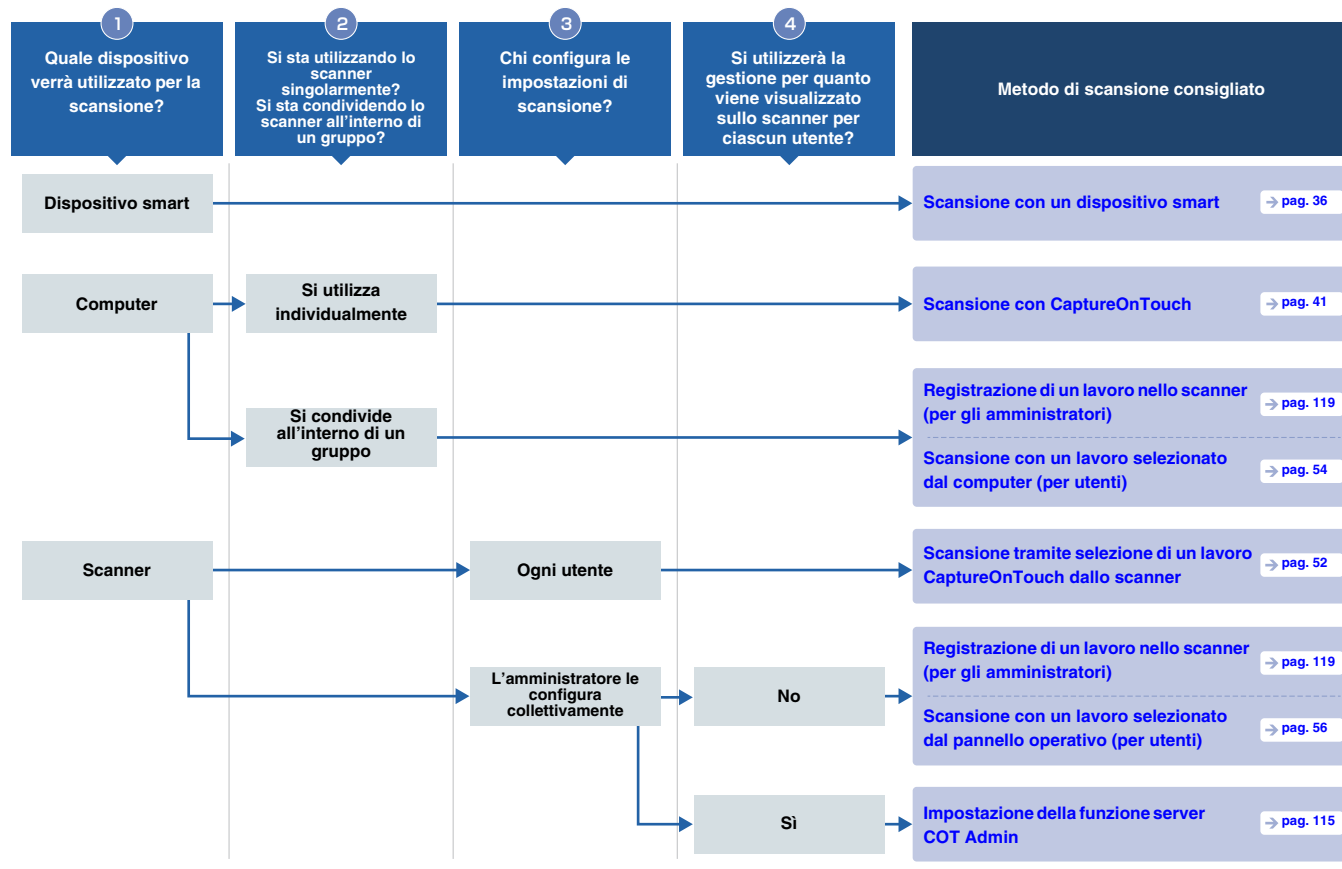 1
Quale dispositivo
verrà utilizzato per la
scansione?
2
Si sta utilizzando lo
scanner
singolarmente?
Si sta condividendo lo
scanner all'interno di
un gruppo?
3
Chi configura le
impostazioni di
scansione?
4
Si utilizzerà la
gestione per quanto
viene visualizzato
sullo scanner per
ciascun utente?
Metodo di scansione consigliato
Dispositivo smart
Scansione con un dispositivo smart
→ pag. 36
Computer
Si utilizza
individualmente
Scansione con CaptureOnTouch
→ pag. 41
Si condivide
all'interno di un
gruppo
Registrazione di un lavoro nello scanner
(per gli amministratori)
→ pag. 119
Scansione con un lavoro selezionato
dal computer (per utenti)
→ pag. 54
Scanner
Ogni utente
Scansione tramite selezione di un lavoro
CaptureOnTouch dallo scanner
→ pag. 52
L'amministratore le
configura
collettivamente
No
Registrazione di un lavoro nello scanner
(per gli amministratori)
→ pag. 119
Scansione con un lavoro selezionato
dal pannello operativo (per utenti)
→ pag. 56
Sì
Impostazione della funzione server
COT Admin
→ pag. 115